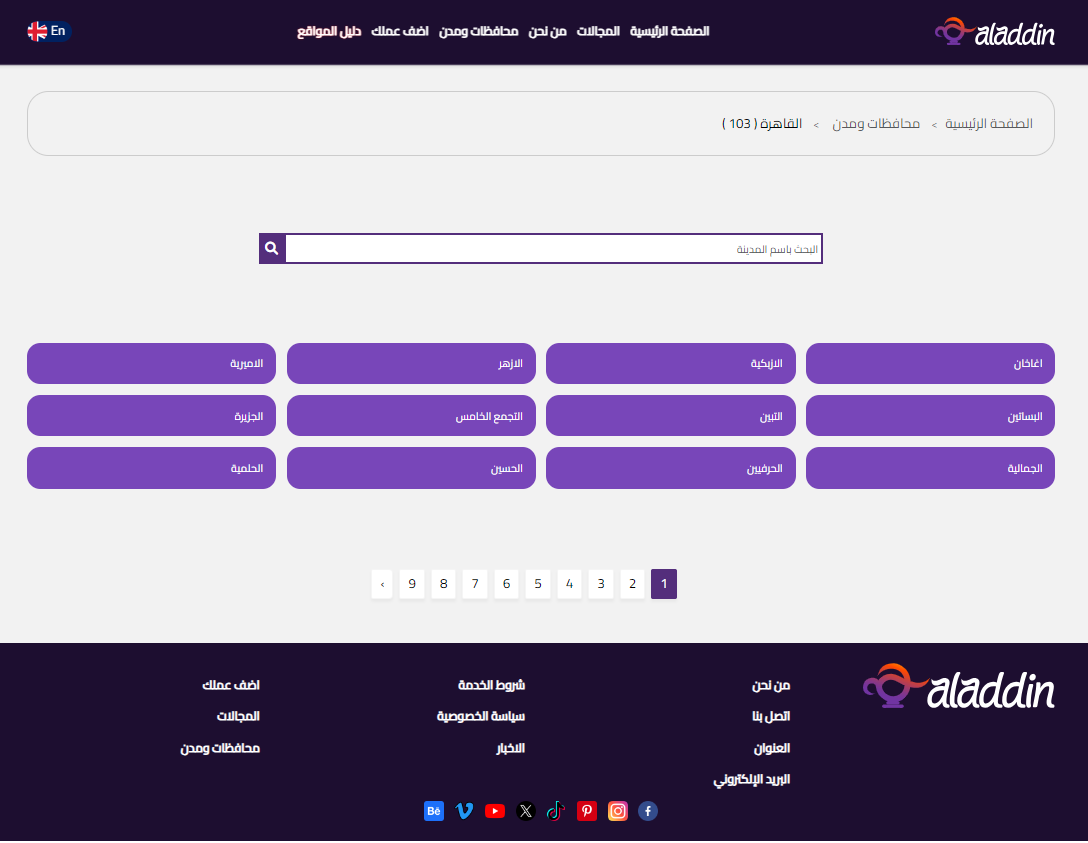 aladdin
الصفحة الرئيسية المجالات من نحن محافظات ومدن اضف عملك دليل المواقع
En
الصفحة الرئيسية > محافظات ومدن > القاهرة ( 103 )
البحث باسم المدينة
اغاخان الازبكية الازهر الاميرية
البساتين التبين التجمع الخامس الجزيرة
الجمالية الحرفيين الحسين الحلمية
1 2 3 4 5 6 7 8 9 ›
aladdin
من نحن شروط الخدمة اضف عملك
اتصل بنا سياسة الخصوصية المجالات
العنوان الاخبار محافظات ومدن
البريد الإلكتروني
Bē